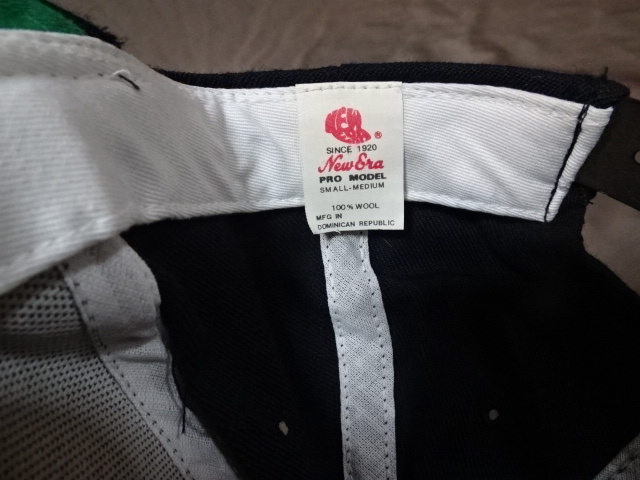 NEW
ERA
®
SINCE 1920
New Era
PRO MODEL
SMALL-MEDIUM
100% WOOL
MFG IN
DOMINICAN REPUBLIC